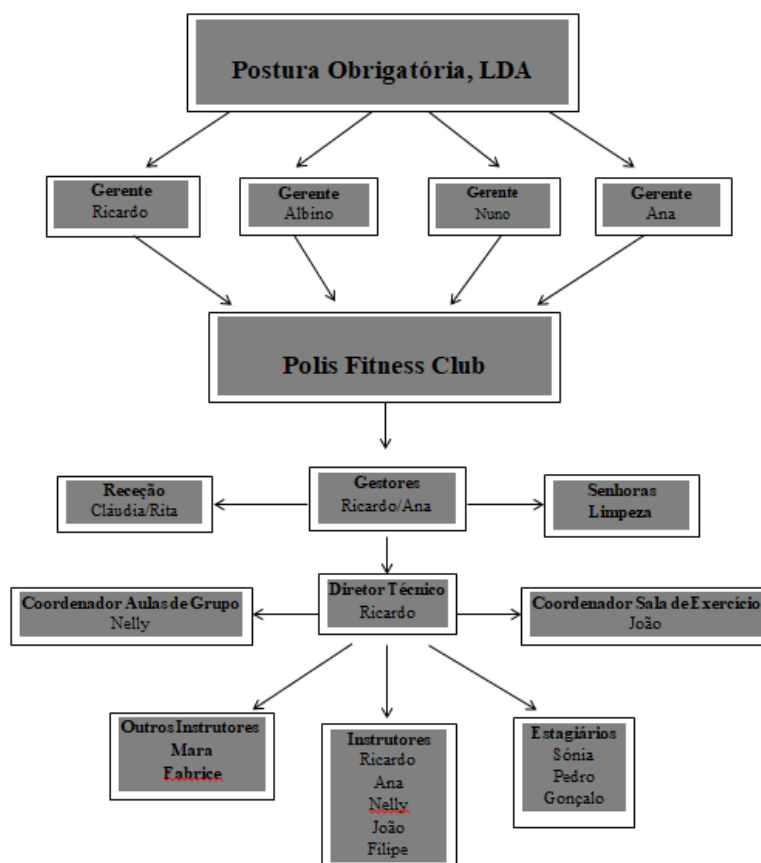 Postura Obrigatória, LDA
Gerente
Ricardo
Gerente
Albino
Gerente
Nuno
Gerente
Ana
Polis Fitness Club
Receção
Cláudia/Rita
Gestores
Ricardo/Ana
Senhoras
Limpeza
Coordenador Aulas de Grupo
Nelly
Diretor Técnico
Ricardo
Coordenador Sala de Exercício
João
Outros Instrutores
Mara
Fabrice
Instrutores
Ricardo
Ana
Nelly
João
Filipe
Estagiários
Sónia
Pedro
Gonçalo